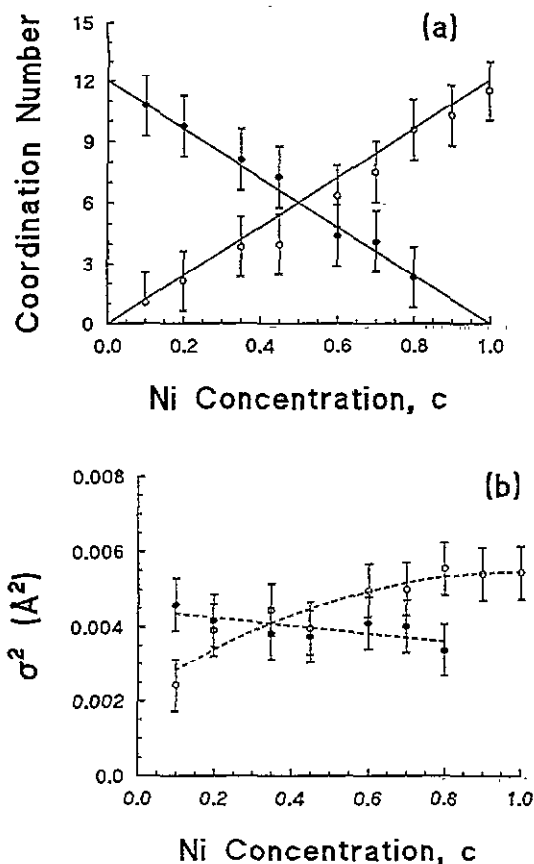 (a)
Coordination Number
15
12
9
6
3
0
0.0 0.2 0.4 0.6 0.8 1.0
Ni Concentration, c
(b)
σ² (Å²)
0.008
0.006
0.004
0.002
0.0
0.0 0.2 0.4 0.6 0.8 1.0
Ni Concentration, c